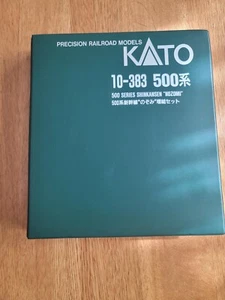 PRECISION RAILROAD MODELS
KATO
10-383 500系
500 SERIES SHINKANSEN "NOZOMI"
500系新幹線"のぞみ"増結セット